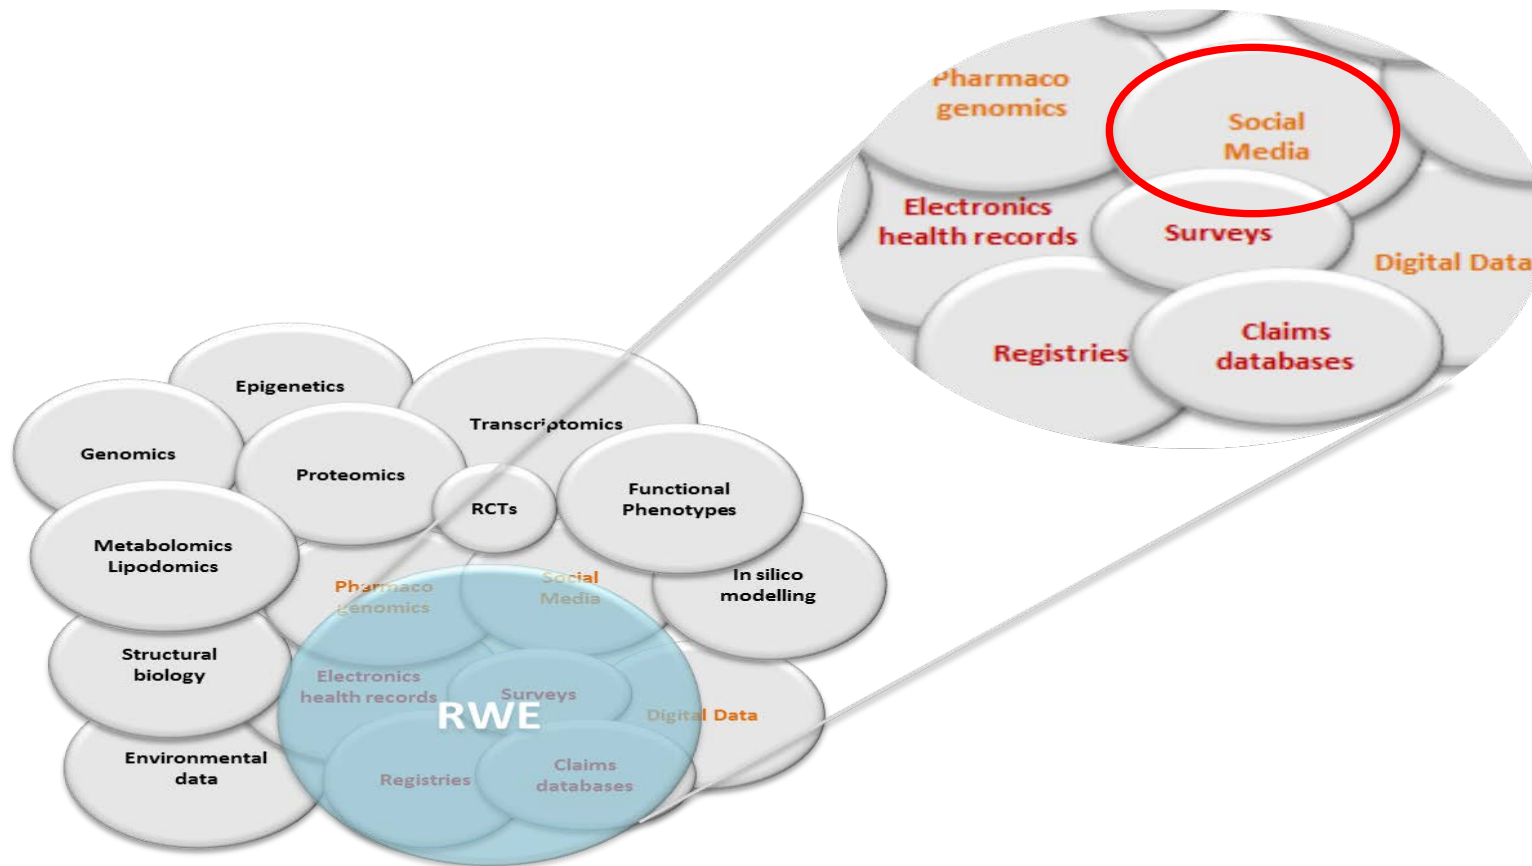 Pharmaco
genomics
Social
Media
Electronics
health records
Surveys
Digital Data
Registries
Claims
databases
Epigenetics
Transcriptomics
Genomics
Proteomics
RCTs
Functional
Phenotypes
Metabolomics
Lipodomics
Pharmaco
genomics
Social
Media
In silico
modelling
Structural
biology
Electronics
health records
Surveys
RWE
Digital Data
Environmental
data
Registries
Claims
databases